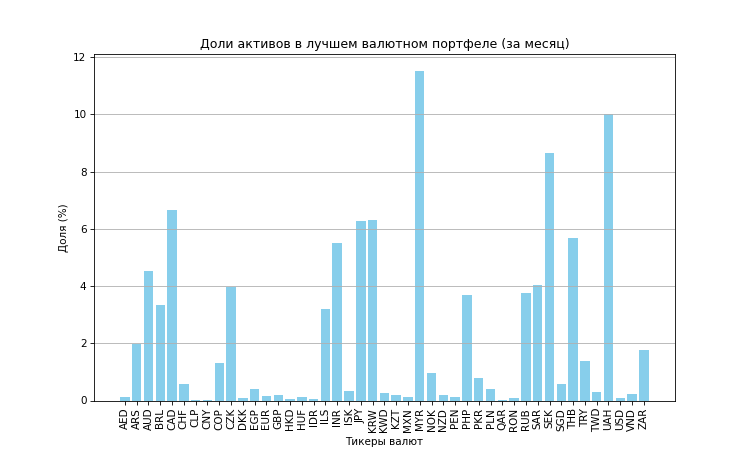 Доли активов в лучшем валютном портфеле (за месяц)
12
10
8
6
4
2
0
Доля (%)
AED ARS AUD BRL CAD CHF CLP CNY COP CZK DKK EGP EUR GBP HKD HUF IDR ILS INR ISK JPY KRW KWD KZT MXN MYR NOK NZD PEN PHP PKR PLN QAR RON RUB SAR SEK SGD THB TRY TWD UAH USD VND ZAR
Тикеры валют